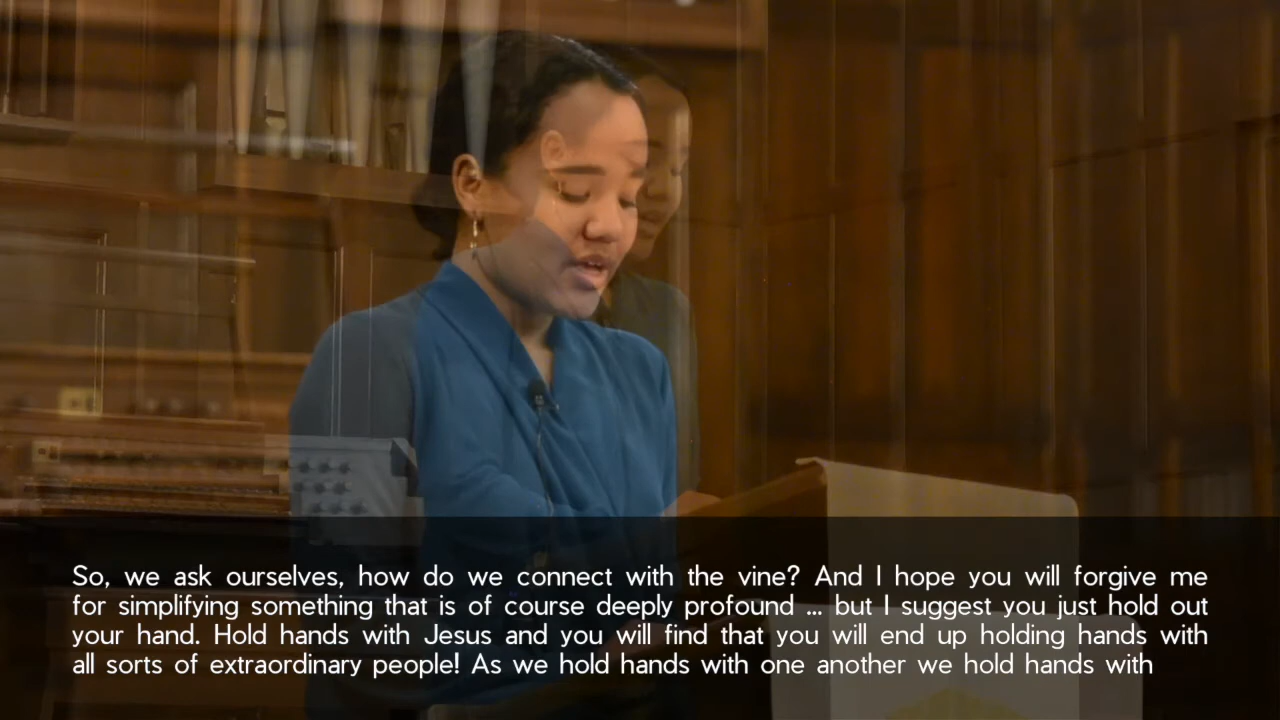 So, we ask ourselves, how do we connect with the vine? And I hope you will forgive me
for simplifying something that is of course deeply profound ... but I suggest you just hold out
your hand. Hold hands with Jesus and you will find that you will end up holding hands with
all sorts of extraordinary people! As we hold hands with one another we hold hands with